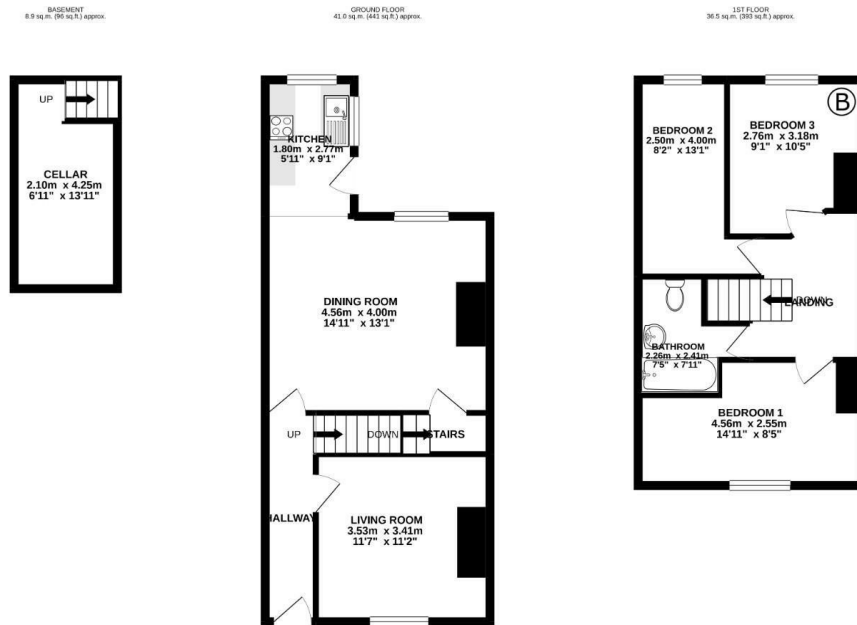 BASEMENT
8.9 sq.m. (96 sq.ft.) approx.
UP
CELLAR
2.10m x 4.25m
6'11" x 13'11"
GROUND FLOOR
41.0 sq.m. (441 sq.ft.) approx.
KITCHEN
1.80m x 2.77m
5'11" x 9'1"
DINING ROOM
4.56m x 4.00m
14'11" x 13'1"
UP
DOWN
STAIRS
HALLWAY
LIVING ROOM
3.53m x 3.41m
11'7" x 11'2"
1ST FLOOR
36.5 sq.m. (393 sq.ft.) approx.
B
BEDROOM 2
2.50m x 4.00m
8'2" x 13'1"
BEDROOM 3
2.76m x 3.18m
9'1" x 10'5"
DOWN
LANDING
BATHROOM
2.26m x 2.41m
7'5" x 7'11"
BEDROOM 1
4.56m x 2.55m
14'11" x 8'5"